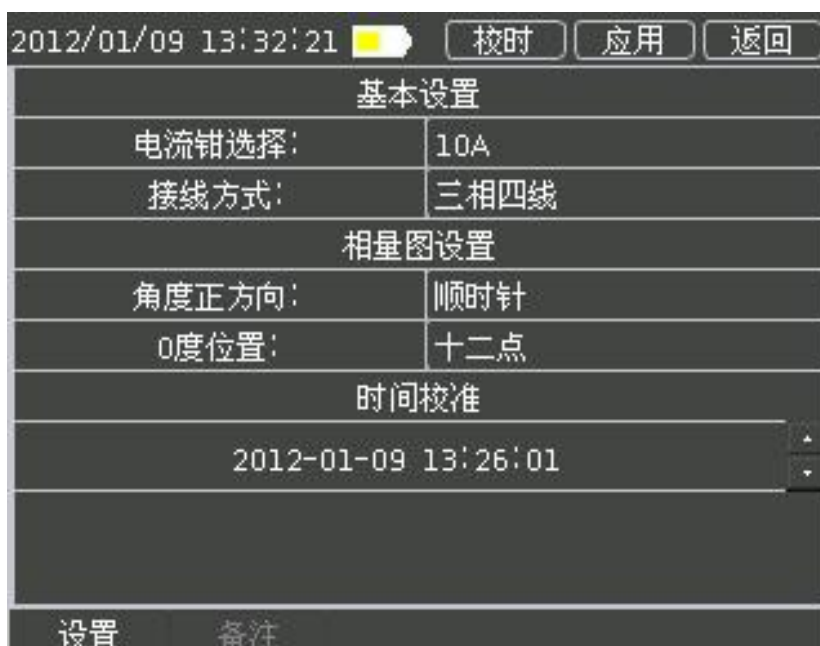 2012/01/09 13:32:21 校时 应用 返回
基本设置
电流钳选择: 10A
接线方式: 三相四线
相量图设置
角度正方向: 顺时针
0度位置: 十二点
时间校准
2012-01-09 13:26:01
设置 备注